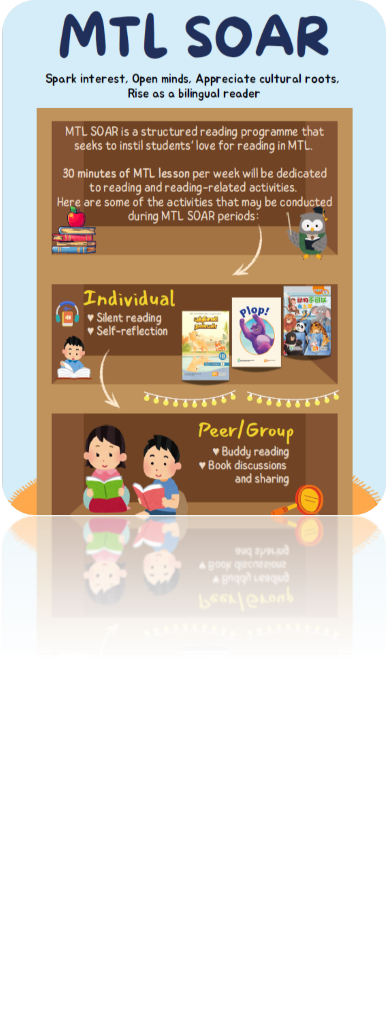 MTL SOAR
Spark interest, Open minds, Appreciate cultural roots,
Rise as a bilingual reader
MTL SOAR is a structured reading programme that
seeks to instil students' love for reading in MTL.
30 minutes of MTL lesson per week will be dedicated
to reading and reading-related activities.
Here are some of the activities that may be conducted
during MTL SOAR periods:
Individual
♥ Silent reading
♥ Self-reflection
Plop!
Peer/Group
♥ Buddy reading
♥ Book discussions
and sharing